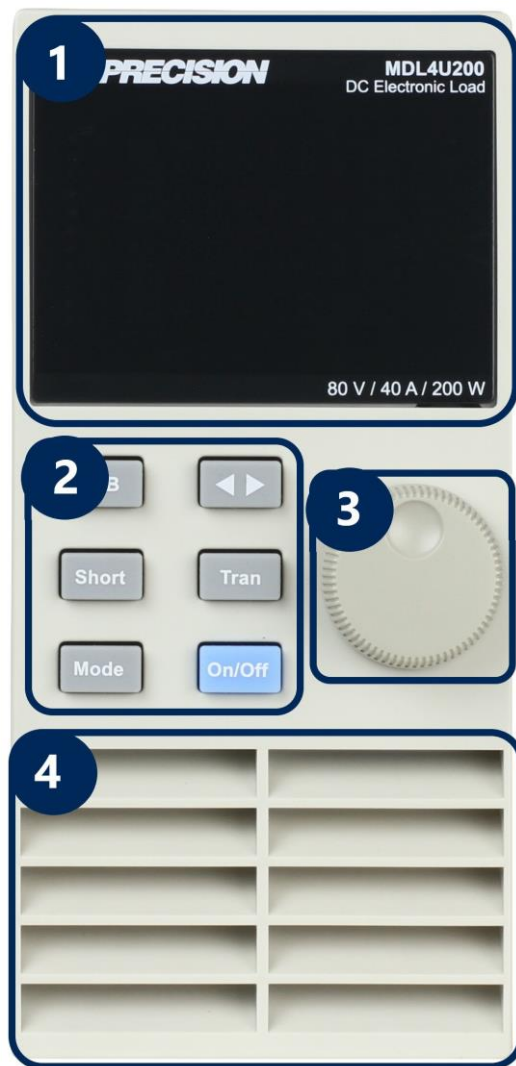 1
PRECISION
MDL4U200
DC Electronic Load
80 V / 40 A / 200 W
2
3
Short
Tran
Mode
On/Off
4